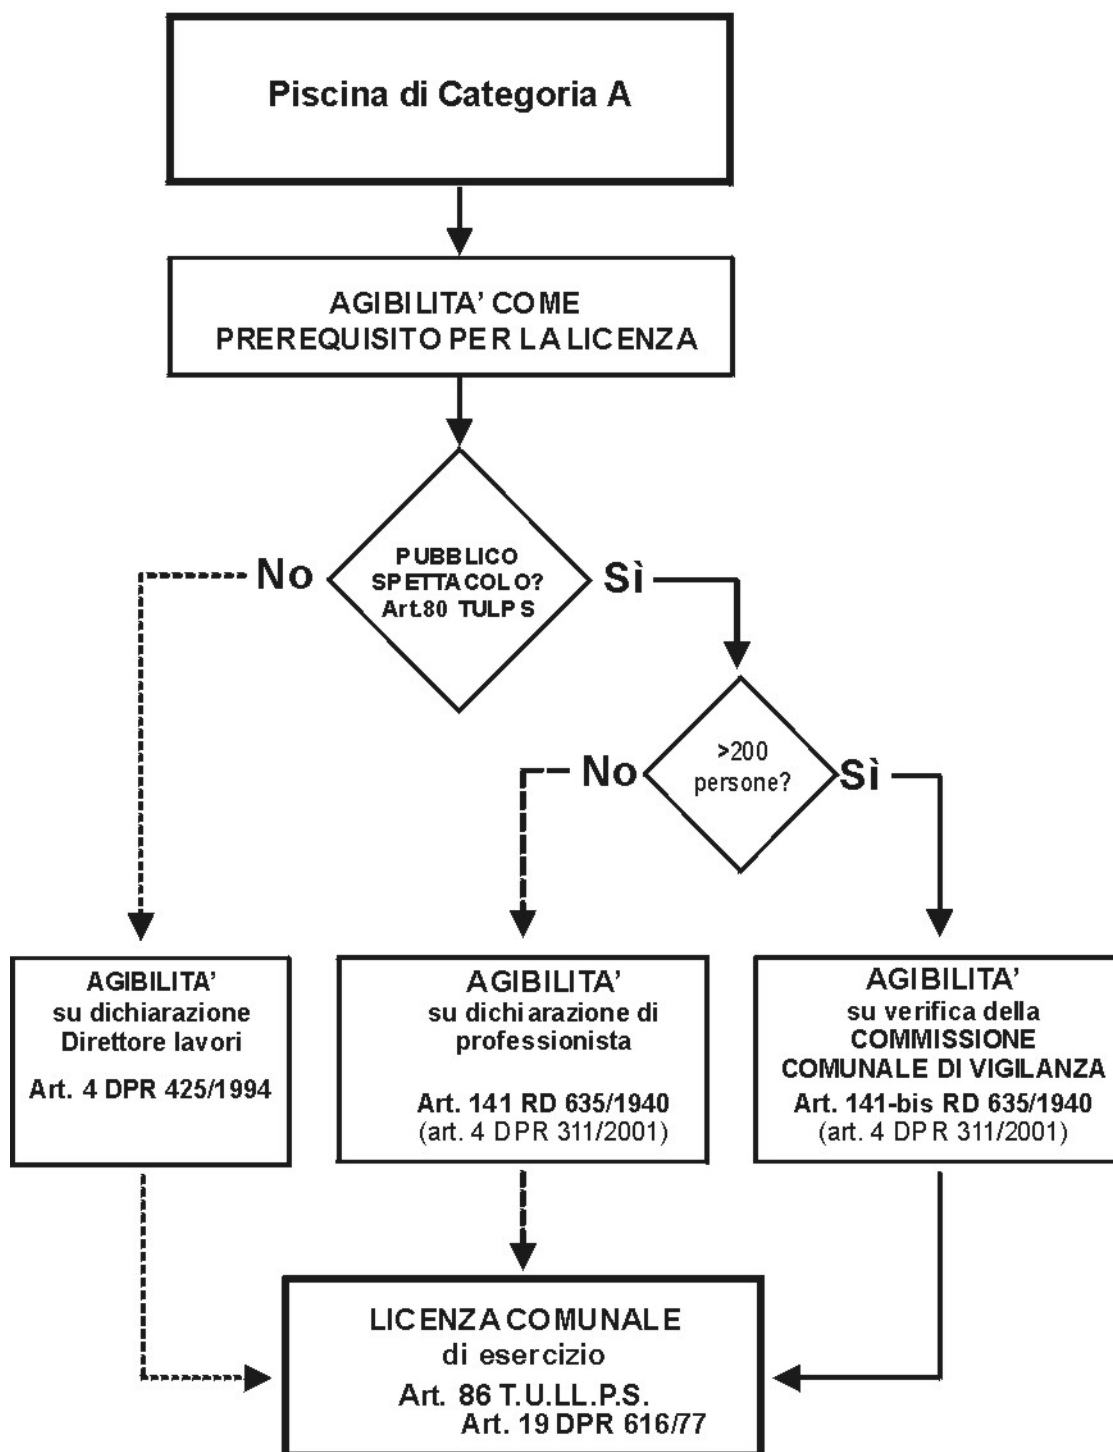 Piscina di Categoria A
AGIBILITA' COME
PREREQUISITO PER LA LICENZA
PUBBLICO
SPETTACOLO?
Art.80 TULPS
No
Sì
>200
persone?
No
Sì
AGIBILITA'
su dichiarazione
Direttore lavori
Art. 4 DPR 425/1994
AGIBILITA'
su dichiarazione di
professionista
Art. 141 RD 635/1940
(art. 4 DPR 311/2001)
AGIBILITA'
su verifica della
COMMISSIONE
COMUNALE DI VIGILANZA
Art. 141-bis RD 635/1940
(art. 4 DPR 311/2001)
LICENZA COMUNALE
di esercizio
Art. 86 T.U.LL.P.S.
Art. 19 DPR 616/77